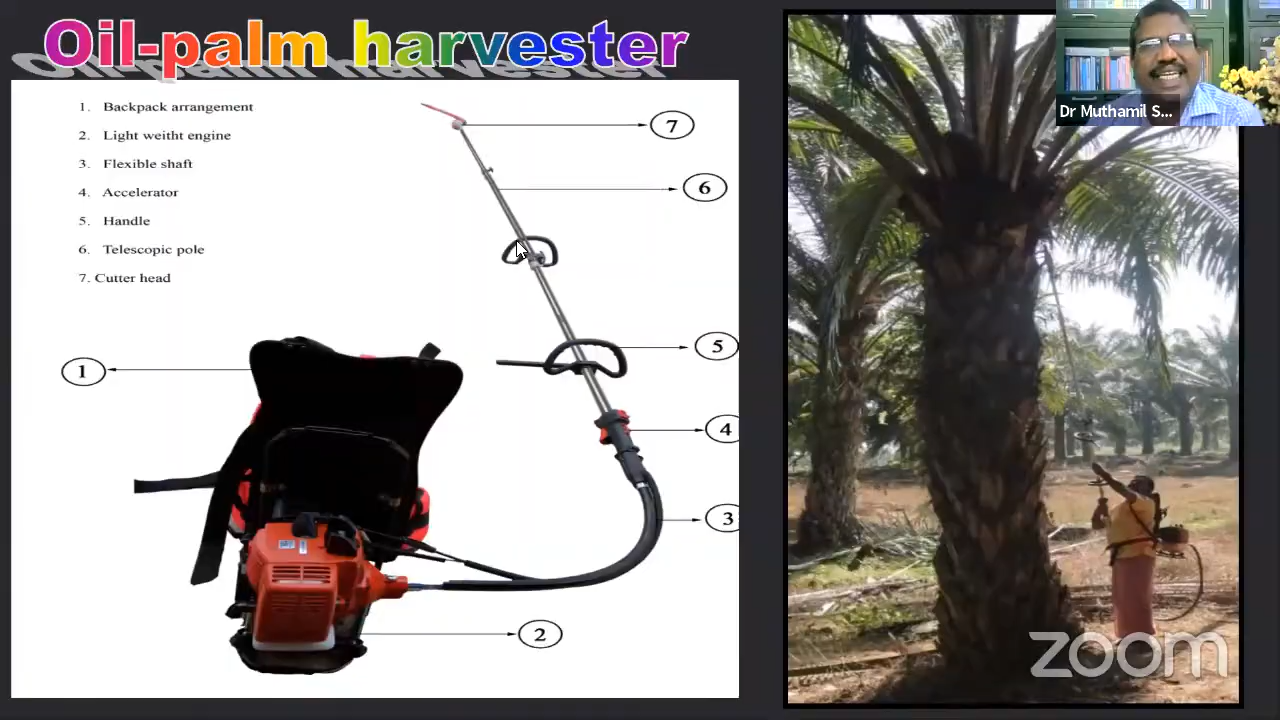 Oil-palm harvester
Dr Muthamil S...
1. Backpack arrangement
2. Light weitht engine
3. Flexible shaft
4. Accelerator
5. Handle
6. Telescopic pole
7. Cutter head
7
6
5
1
4
3
2
zoom